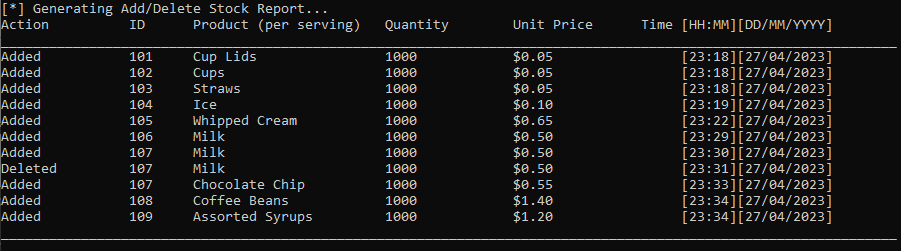 [*] Generating Add/Delete Stock Report...
Action ID Product (per serving) Quantity Unit Price Time [HH:MM][DD/MM/YYYY]
Added 101 Cup Lids 1000 $0.05 [23:18][27/04/2023]
Added 102 Cups 1000 $0.05 [23:18][27/04/2023]
Added 103 Straws 1000 $0.05 [23:18][27/04/2023]
Added 104 Ice 1000 $0.10 [23:19][27/04/2023]
Added 105 Whipped Cream 1000 $0.65 [23:22][27/04/2023]
Added 106 Milk 1000 $0.50 [23:29][27/04/2023]
Added 107 Milk 1000 $0.50 [23:30][27/04/2023]
Deleted 107 Milk 1000 $0.50 [23:31][27/04/2023]
Added 107 Chocolate Chip 1000 $0.55 [23:33][27/04/2023]
Added 108 Coffee Beans 1000 $1.40 [23:34][27/04/2023]
Added 109 Assorted Syrups 1000 $1.20 [23:34][27/04/2023]